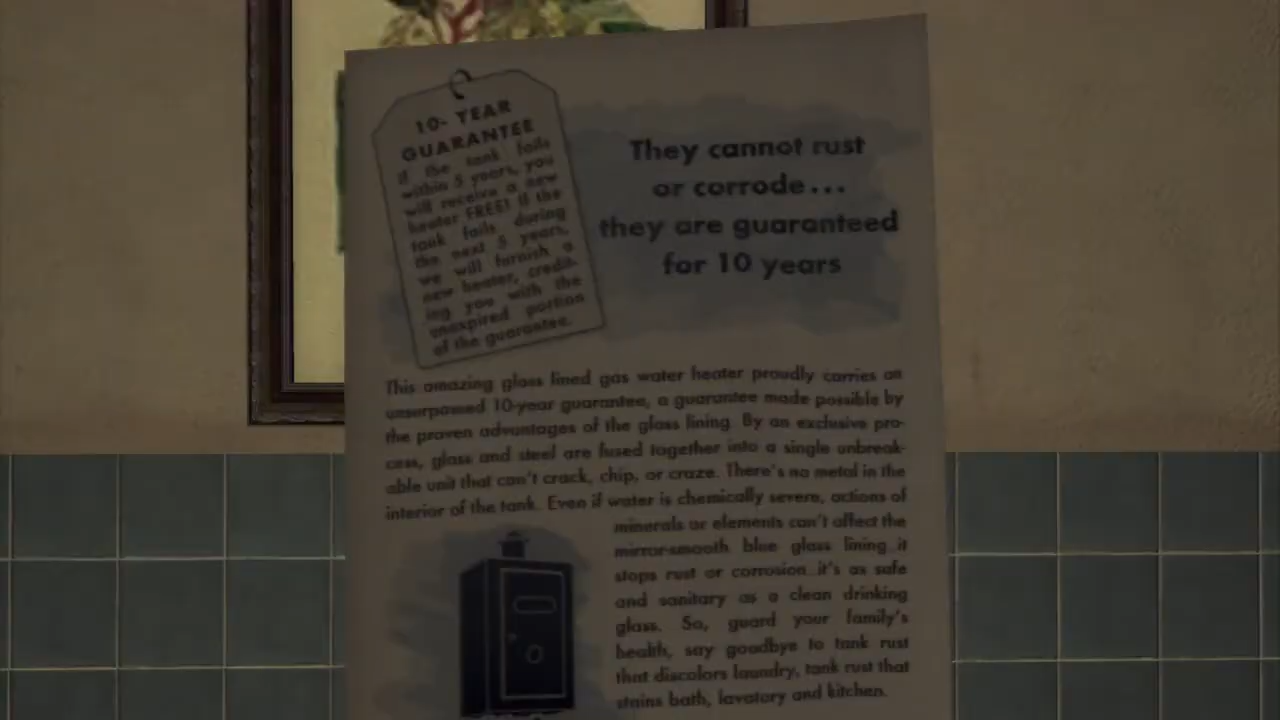 10- YEAR
GUARANTEE
if the tank fails
within 5 years, you
will receive a new
heater FREE! If the
tank fails during
the next 5 years,
we will furnish a
new heater, credit-
ing you with the
unexpired portion
of the guarantee.
They cannot rust
or corrode...
they are guaranteed
for 10 years
This amazing glass lined gas water heater proudly carries an
unsurpassed 10-year guarantee, a guarantee made possible by
the proven advantages of the glass lining. By an exclusive pro-
cess, glass and steel are fused together into a single unbreak-
able unit that can't crack, chip, or craze. There's no metal in the
interior of the tank. Even if water is chemically severe, actions of
minerals or elements can't affect the
mirror-smooth blue glass lining..it
stops rust or corrosion..it's as safe
and sanitary as a clean drinking
glass. So, guard your family's
health, say goodbye to tank rust
that discolors laundry, tank rust that
stains bath, lavatory and kitchen.